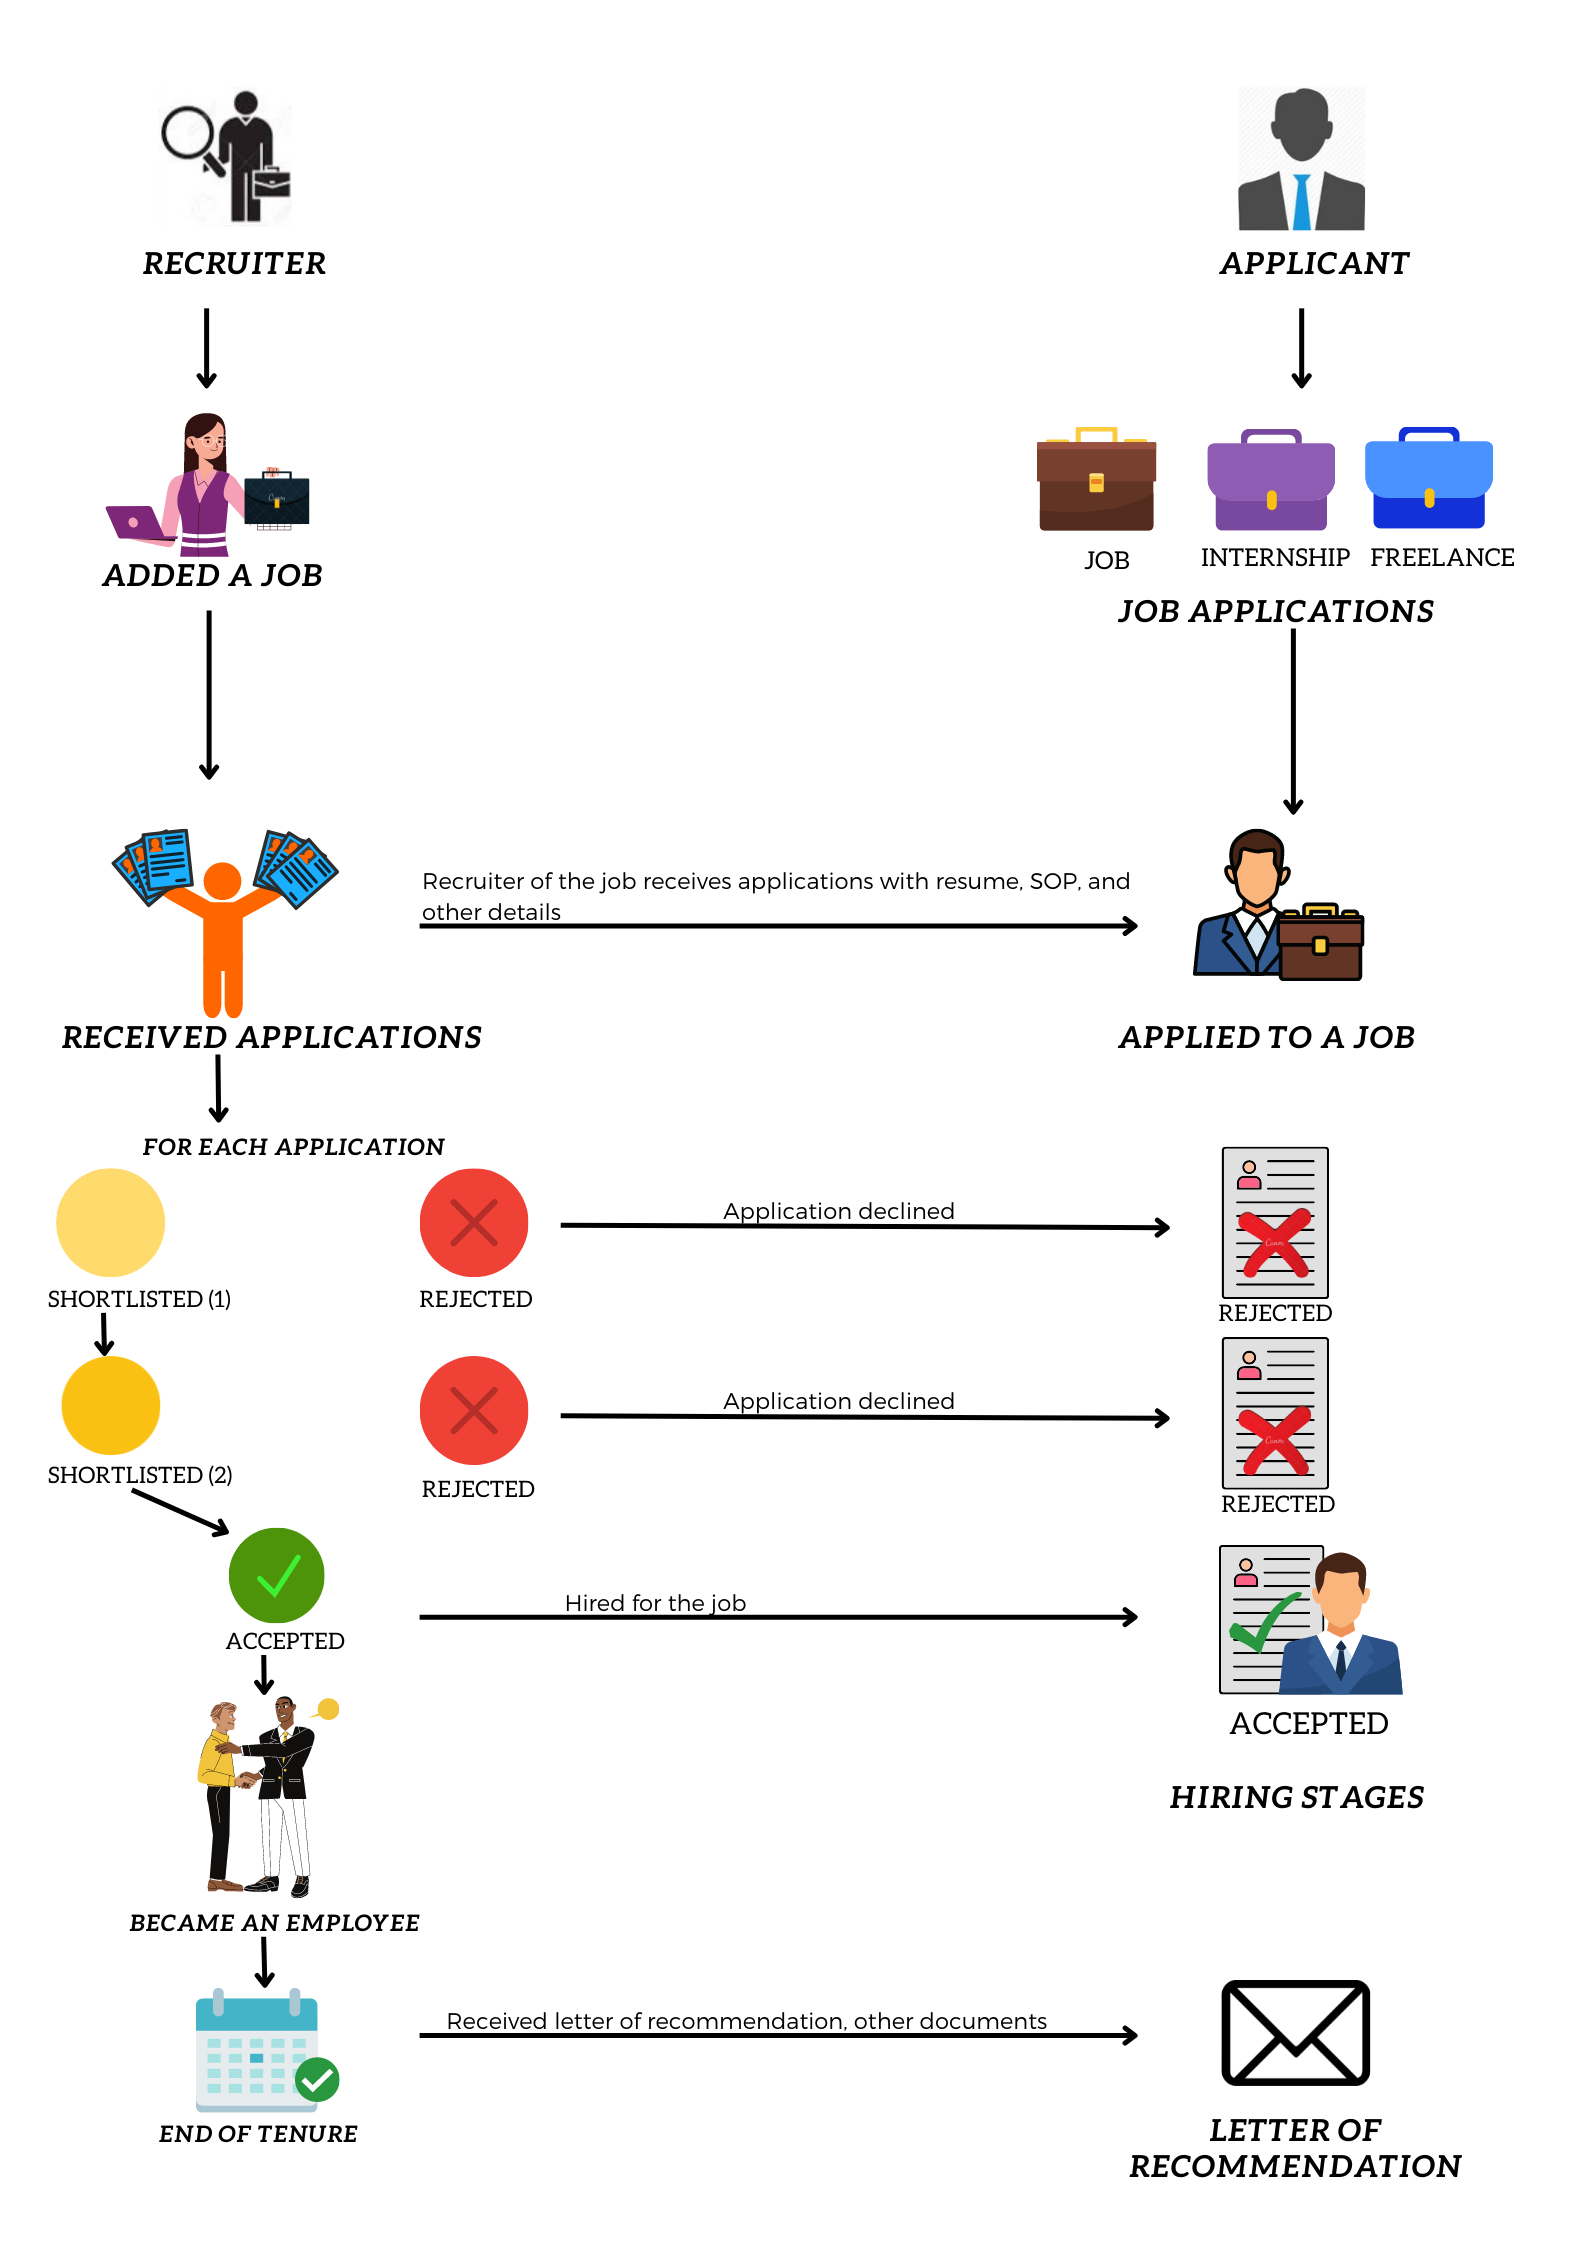 RECRUITER
APPLICANT
JOB
INTERNSHIP
FREELANCE
ADDED A JOB
JOB APPLICATIONS
Recruiter of the job receives applications with resume, SOP, and
other details
RECEIVED APPLICATIONS
APPLIED TO A JOB
FOR EACH APPLICATION
Application declined
SHORTLISTED (1)
REJECTED
REJECTED
Application declined
SHORTLISTED (2)
REJECTED
REJECTED
Hired for the job
ACCEPTED
ACCEPTED
HIRING STAGES
BECAME AN EMPLOYEE
Received letter of recommendation, other documents
END OF TENURE
LETTER OF
RECOMMENDATION